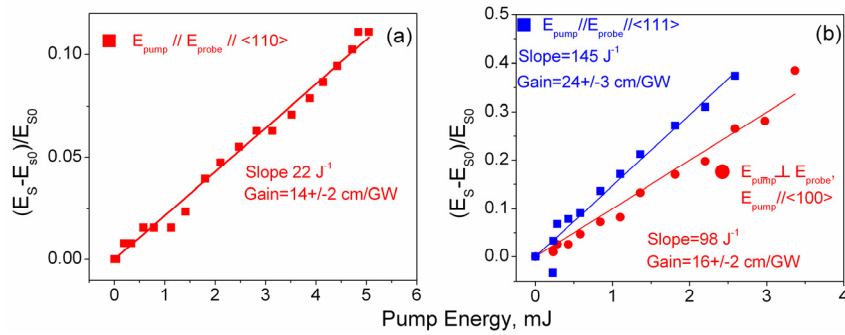 (a)
E_pump // E_probe // <110>
(E_S-E_s0)/E_S0
0.10
0.05
0.00
Slope 22 J^-1
Gain=14+/-2 cm/GW
0 1 2 3 4 5 6
(b)
E_pump//E_probe//<111>
Slope=145 J^-1
Gain=24+/-3 cm/GW
(E_S-E_s0)/E_S0
0.5
0.4
0.3
0.2
0.1
0.0
E_pump ⊥ E_probe,
E_pump//<100>
Slope=98 J^-1
Gain=16+/-2 cm/GW
0 1 2 3 4
Pump Energy, mJ